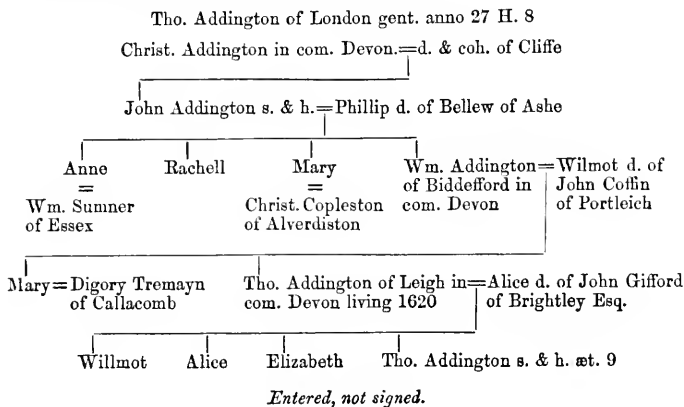 Tho. Addington of London gent. anno 27 H. 8
Christ. Addington in com. Devon.=d. & coh. of Cliffe
John Addington s. & h.=Phillip d. of Bellew of Ashe
Anne Rachell Mary Wm. Addington=Wilmot d. of
= = of Biddefford in John Coffin
Wm. Sumner Christ. Copleston com. Devon of Portleich
of Essex of Alverdiston
Mary=Digory Tremayn Tho. Addington of Leigh in=Alice d. of John Gifford
of Callacomb com. Devon living 1620 of Brightley Esq.
Willmot Alice Elizabeth Tho. Addington s. & h. æt. 9
Entered, not signed.